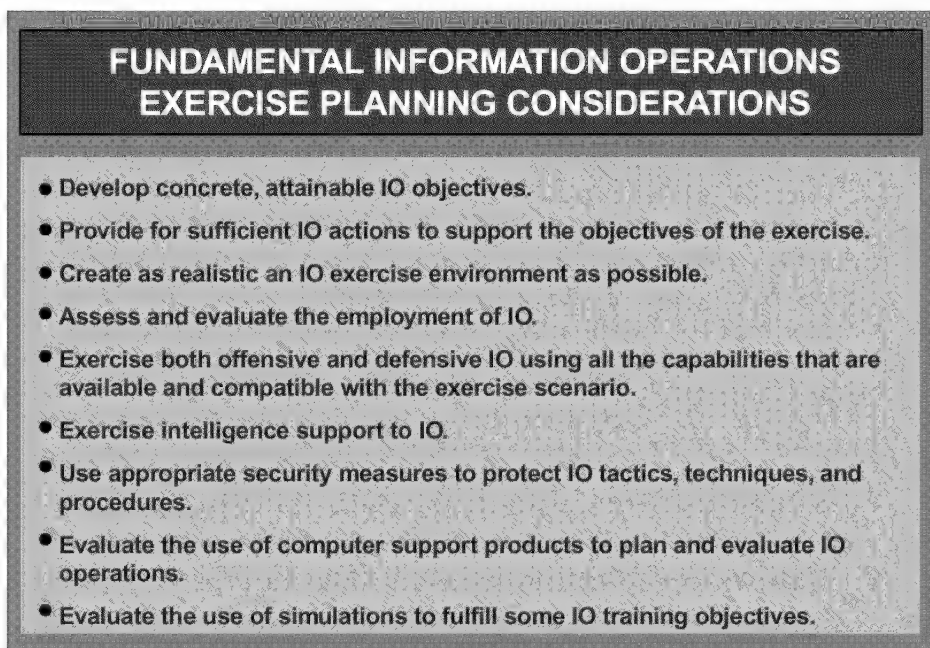 FUNDAMENTAL INFORMATION OPERATIONS
EXERCISE PLANNING CONSIDERATIONS
● Develop concrete, attainable IO objectives.
● Provide for sufficient IO actions to support the objectives of the exercise.
● Create as realistic an IO exercise environment as possible.
● Assess and evaluate the employment of IO.
● Exercise both offensive and defensive IO using all the capabilities that are
available and compatible with the exercise scenario.
● Exercise intelligence support to IO.
● Use appropriate security measures to protect IO tactics, techniques, and
procedures.
● Evaluate the use of computer support products to plan and evaluate IO
operations.
● Evaluate the use of simulations to fulfill some IO training objectives.